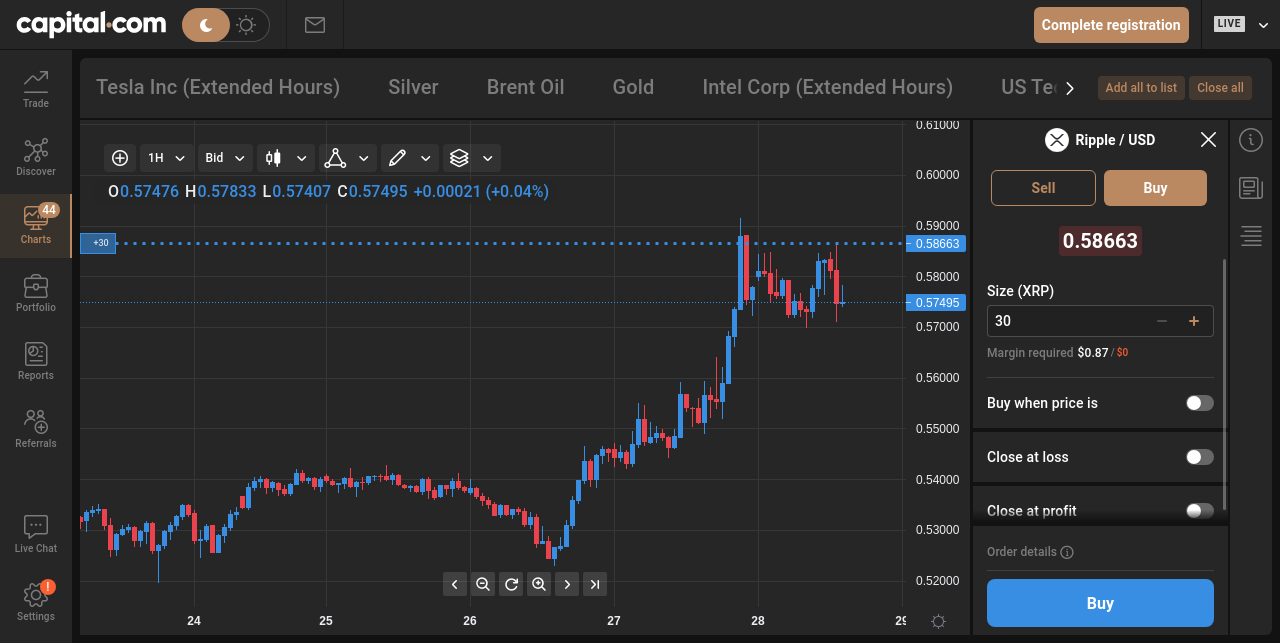 capital.com
Complete registration
LIVE
Trade
Discover
44
Charts
Portfolio
Reports
Referrals
Live Chat
!
Settings
Tesla Inc (Extended Hours) Silver Brent Oil Gold Intel Corp (Extended Hours) US Te
Add all to list Close all
1H Bid
O0.57476 H0.57833 L0.57407 C0.57495 +0.00021 (+0.04%)
+30
0.61000
0.60000
0.59000
0.58663
0.58000
0.57495
0.57000
0.56000
0.55000
0.54000
0.53000
0.52000
24 25 26 27 28 29
Ripple / USD
Sell Buy
0.58663
Size (XRP)
30
Margin required $0.87 / $0
Buy when price is
Close at loss
Close at profit
Order details
Buy